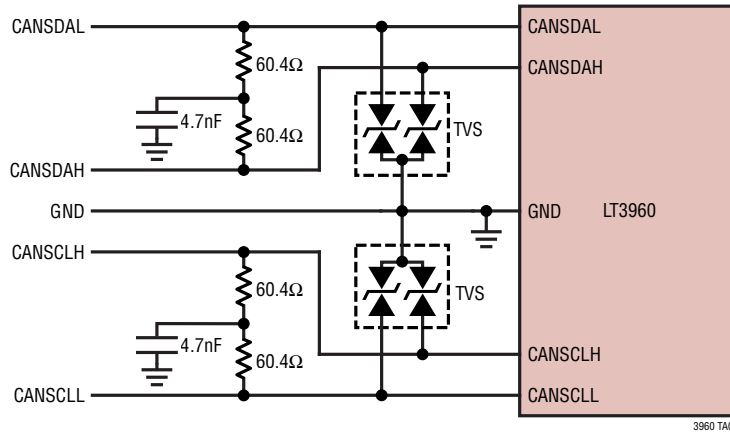 CANSDAL
CANSDAL
60.4Ω
CANSDAH
4.7nF
60.4Ω
TVS
CANSDAH
GND
GND
LT3960
CANSCLH
60.4Ω
TVS
4.7nF
CANSCLH
60.4Ω
CANSCLL
CANSCLL